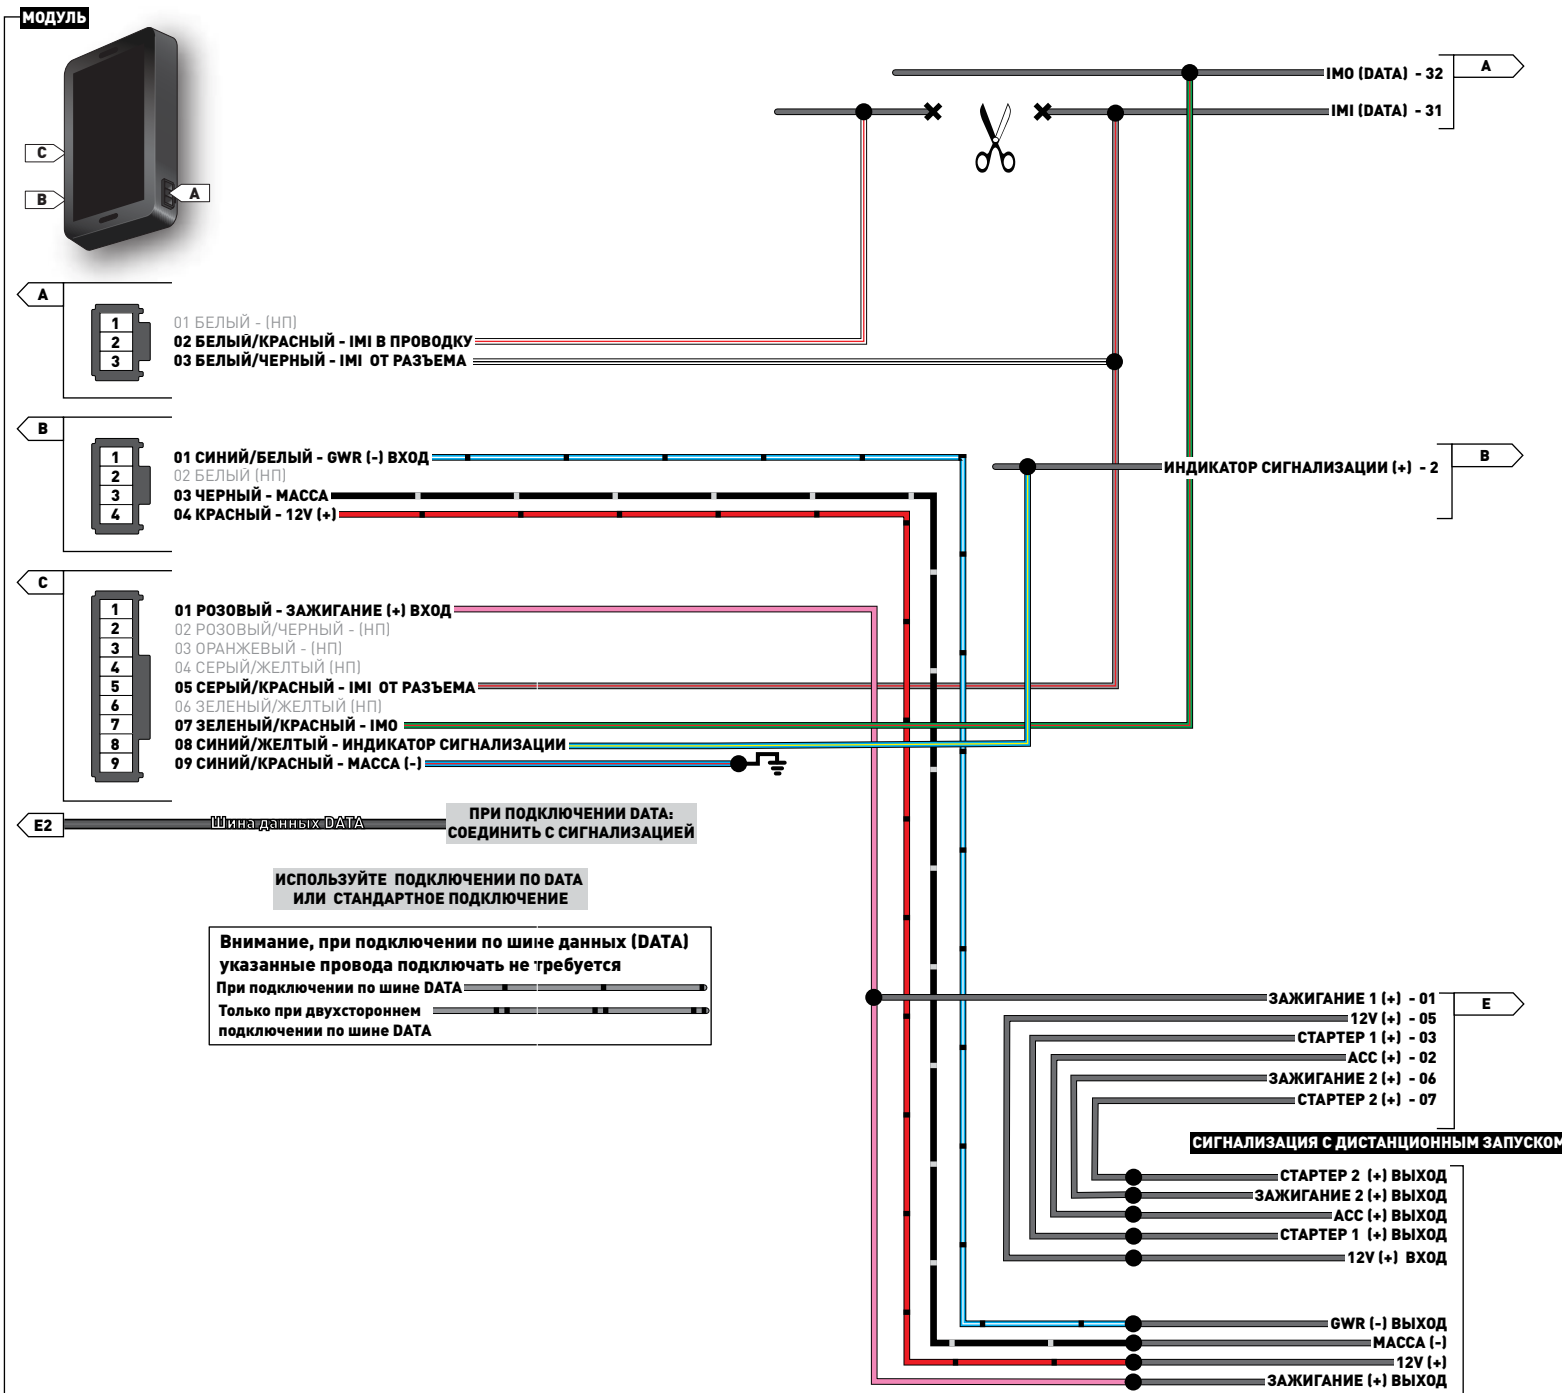 МОДУЛЬ
C
B
A
IMO (DATA) - 32
A
IMI (DATA) - 31
A
1
2
3
01 БЕЛЫЙ - (НП)
02 БЕЛЫЙ/КРАСНЫЙ - IMI В ПРОВОДКУ
03 БЕЛЫЙ/ЧЕРНЫЙ - IMI ОТ РАЗЪЕМА
B
1
2
3
4
01 СИНИЙ/БЕЛЫЙ - GWR (-) ВХОД
02 БЕЛЫЙ (НП)
03 ЧЕРНЫЙ - МАССА
04 КРАСНЫЙ - 12V (+)
ИНДИКАТОР СИГНАЛИЗАЦИИ (+) - 2
B
C
1
2
3
4
5
6
7
8
9
01 РОЗОВЫЙ - ЗАЖИГАНИЕ (+) ВХОД
02 РОЗОВЫЙ/ЧЕРНЫЙ - (НП)
03 ОРАНЖЕВЫЙ - (НП)
04 СЕРЫЙ/ЖЕЛТЫЙ (НП)
05 СЕРЫЙ/КРАСНЫЙ - IMI ОТ РАЗЪЕМА
06 ЗЕЛЕНЫЙ/ЖЕЛТЫЙ (НП)
07 ЗЕЛЕНЫЙ/КРАСНЫЙ - IMO
08 СИНИЙ/ЖЕЛТЫЙ - ИНДИКАТОР СИГНАЛИЗАЦИИ
09 СИНИЙ/КРАСНЫЙ - МАССА (-)
E2
Шина данных DATA
ПРИ ПОДКЛЮЧЕНИИ DATA:
СОЕДИНИТЬ С СИГНАЛИЗАЦИЕЙ
ИСПОЛЬЗУЙТЕ ПОДКЛЮЧЕНИИ ПО DATA
ИЛИ СТАНДАРТНОЕ ПОДКЛЮЧЕНИЕ
Внимание, при подключении по шине данных (DATA)
указанные провода подключать не требуется
При подключении по шине DATA
Только при двухстороннем
подключении по шине DATA
ЗАЖИГАНИЕ 1 (+) - 01
E
12V (+) - 05
СТАРТЕР 1 (+) - 03
ACC (+) - 02
ЗАЖИГАНИЕ 2 (+) - 06
СТАРТЕР 2 (+) - 07
СИГНАЛИЗАЦИЯ С ДИСТАНЦИОННЫМ ЗАПУСКОМ
СТАРТЕР 2 (+) ВЫХОД
ЗАЖИГАНИЕ 2 (+) ВЫХОД
ACC (+) ВЫХОД
СТАРТЕР 1 (+) ВЫХОД
12V (+) ВХОД
GWR (-) ВЫХОД
МАССА (-)
12V (+)
ЗАЖИГАНИЕ (+) ВЫХОД